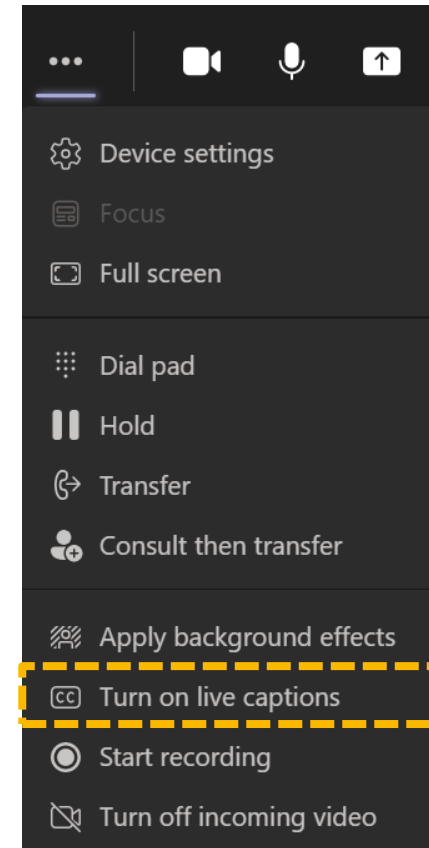 Device settings
Focus
Full screen
Dial pad
Hold
Transfer
Consult then transfer
Apply background effects
CC Turn on live captions
Start recording
Turn off incoming video